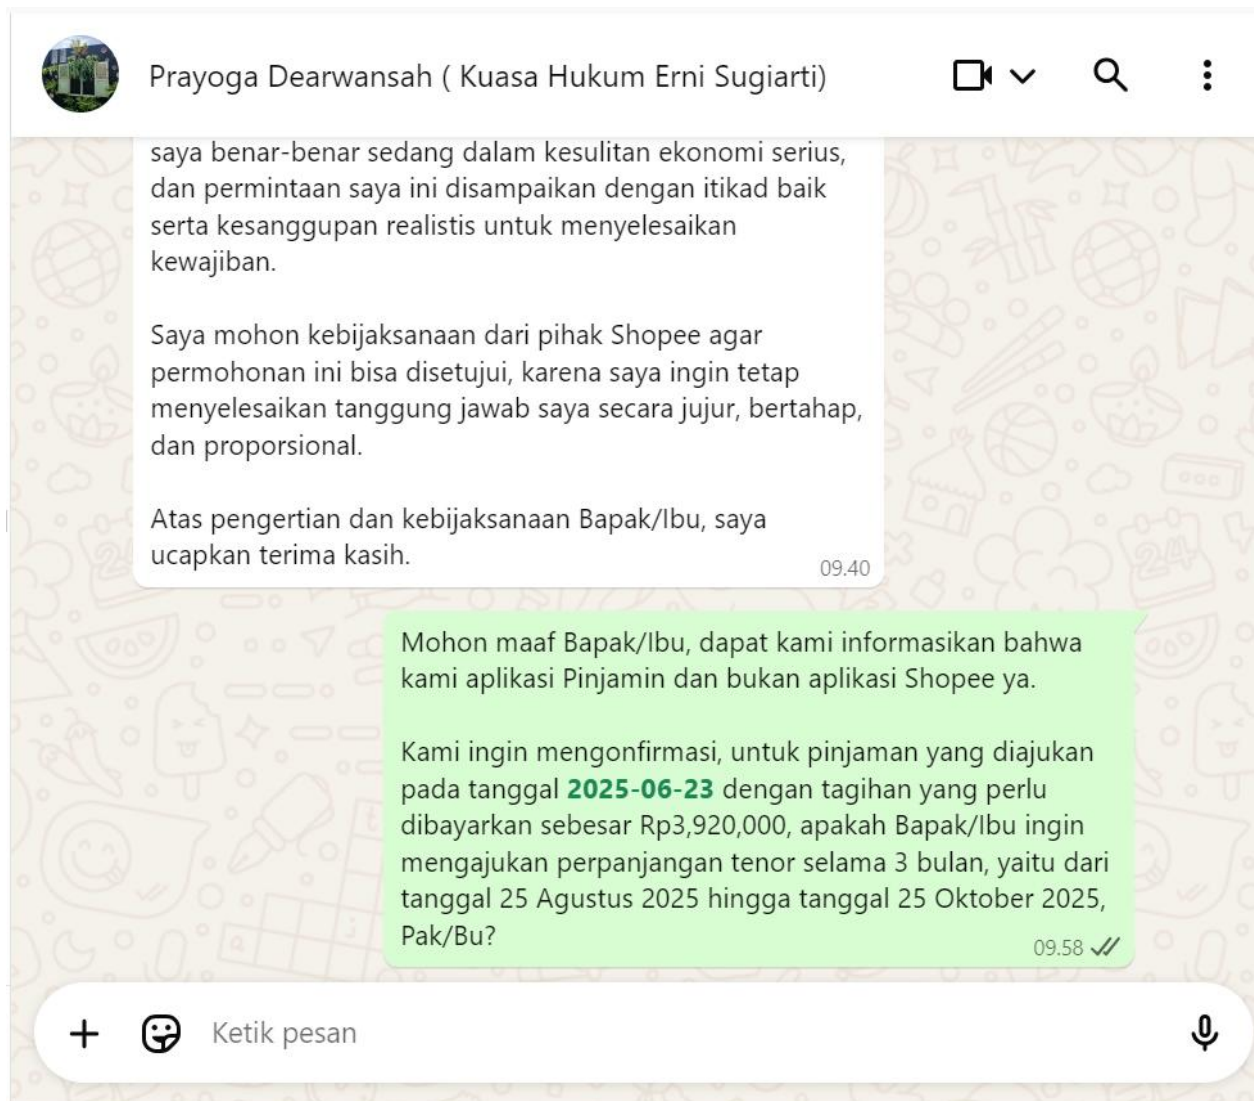 Prayoga Dearwansah ( Kuasa Hukum Erni Sugiarti)
saya benar-benar sedang dalam kesulitan ekonomi serius,
dan permintaan saya ini disampaikan dengan itikad baik
serta kesanggupan realistis untuk menyelesaikan
kewajiban.
Saya mohon kebijaksanaan dari pihak Shopee agar
permohonan ini bisa disetujui, karena saya ingin tetap
menyelesaikan tanggung jawab saya secara jujur, bertahap,
dan proporsional.
Atas pengertian dan kebijaksanaan Bapak/Ibu, saya
ucapkan terima kasih.
09.40
Mohon maaf Bapak/Ibu, dapat kami informasikan bahwa
kami aplikasi Pinjamin dan bukan aplikasi Shopee ya.
Kami ingin mengonfirmasi, untuk pinjaman yang diajukan
pada tanggal 2025-06-23 dengan tagihan yang perlu
dibayarkan sebesar Rp3,920,000, apakah Bapak/Ibu ingin
mengajukan perpanjangan tenor selama 3 bulan, yaitu dari
tanggal 25 Agustus 2025 hingga tanggal 25 Oktober 2025,
Pak/Bu?
09.58
Ketik pesan